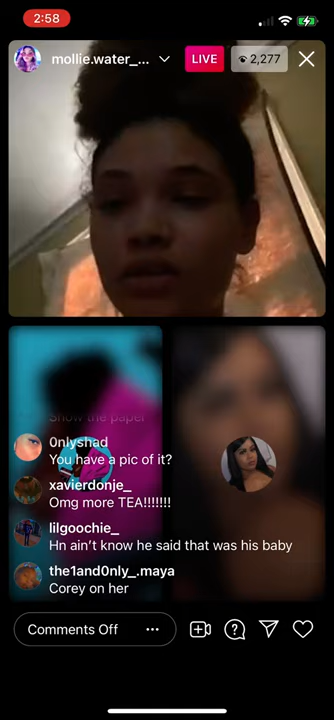 2:58
mollie.water_...
LIVE
2,277
Show the paper
0nlyshad
You have a pic of it?
xavierdonje_
Omg more TEA!!!!!!!
lilgoochie_
Hn ain't know he said that was his baby
the1and0nly_.maya
Corey on her
Comments Off